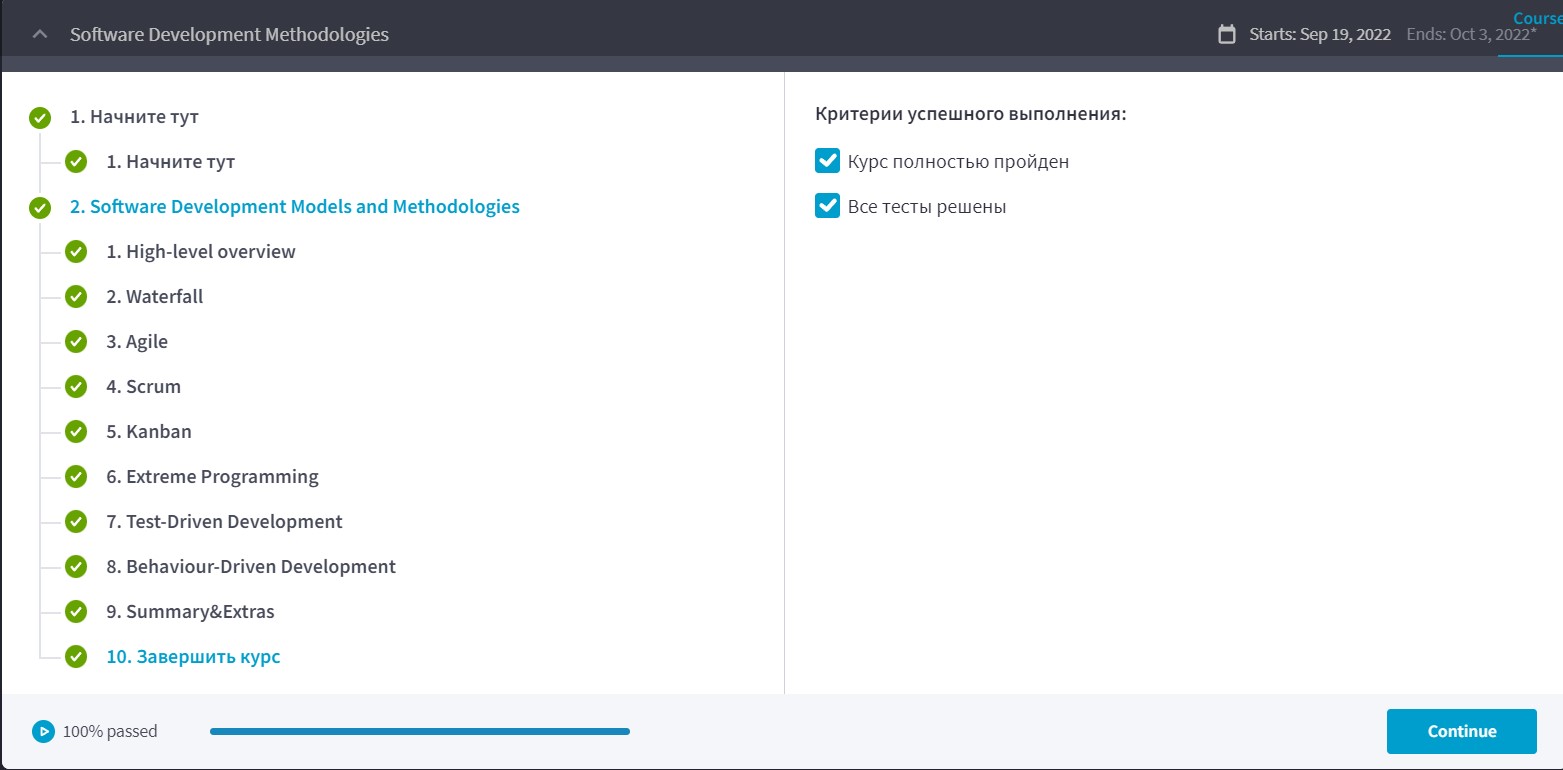 Software Development Methodologies
Starts: Sep 19, 2022 Ends: Oct 3, 2022*
1. Начните тут
1. Начните тут
2. Software Development Models and Methodologies
1. High-level overview
2. Waterfall
3. Agile
4. Scrum
5. Kanban
6. Extreme Programming
7. Test-Driven Development
8. Behaviour-Driven Development
9. Summary&Extras
10. Завершить курс
Критерии успешного выполнения:
Курс полностью пройден
Все тесты решены
100% passed
Continue